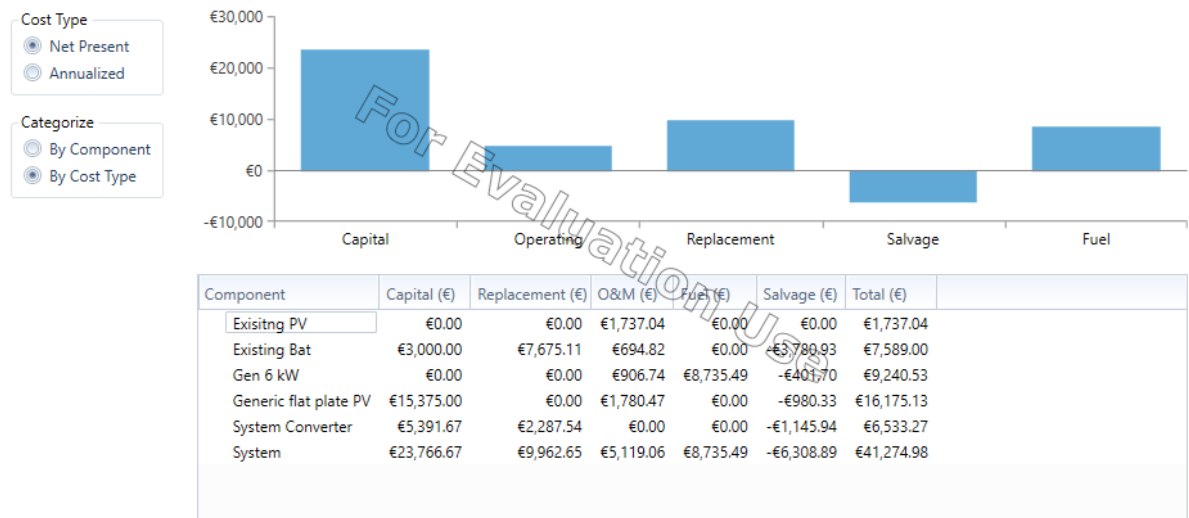 Cost Type
Net Present
Annualized
Categorize
By Component
By Cost Type
€30,000
€20,000
€10,000
€0
-€10,000
Capital Operating Replacement Salvage Fuel
For Evaluation Use
Component Capital (€) Replacement (€) O&M (€) Fuel (€) Salvage (€) Total (€)
Exisitng PV €0.00 €0.00 €1,737.04 €0.00 €0.00 €1,737.04
Existing Bat €3,000.00 €7,675.11 €694.82 €0.00 -€3,780.93 €7,589.00
Gen 6 kW €0.00 €0.00 €906.74 €8,735.49 -€401.70 €9,240.53
Generic flat plate PV €15,375.00 €0.00 €1,780.47 €0.00 -€980.33 €16,175.13
System Converter €5,391.67 €2,287.54 €0.00 €0.00 -€1,145.94 €6,533.27
System €23,766.67 €9,962.65 €5,119.06 €8,735.49 -€6,308.89 €41,274.98